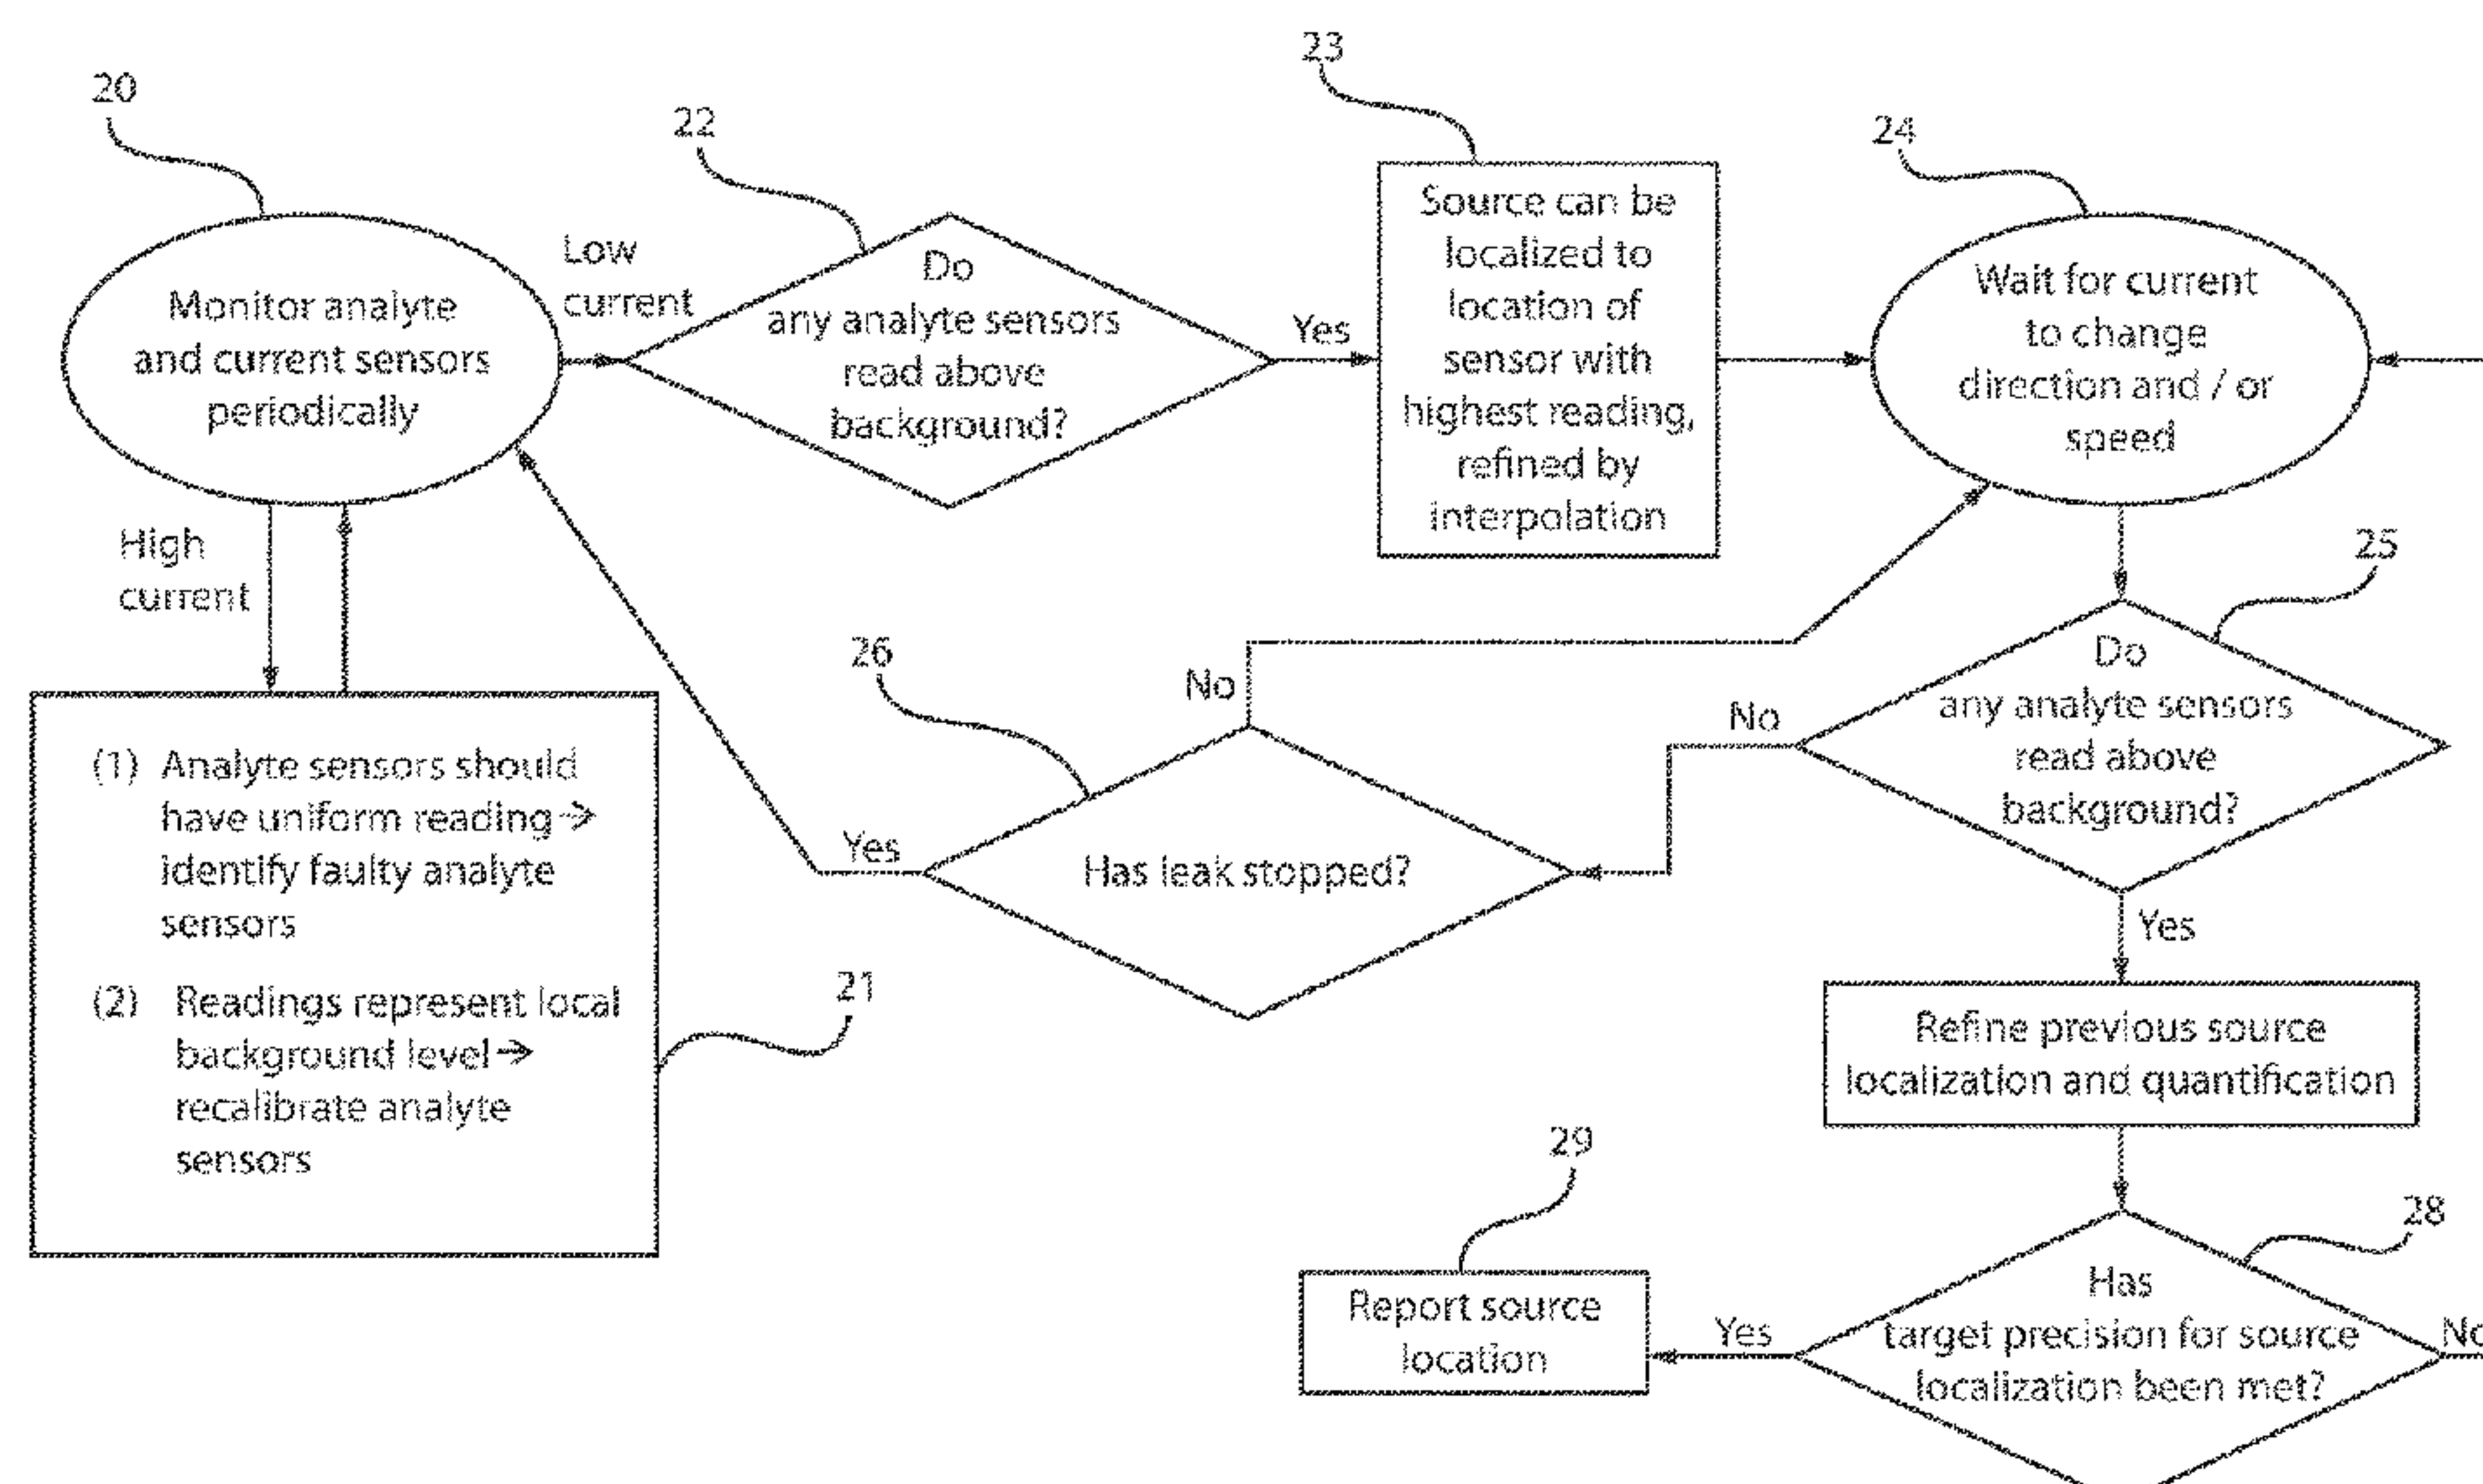 20
Monitor analyte
and current sensors
periodically
Low
current
22
Do
any analyte sensors
read above
background?
Yes
23
Source can be
localized to
location of
sensor with
highest reading,
refined by
interpolation
24
Wait for current
to change
direction and / or
speed
High
current
(1) Analyte sensors should
have uniform reading →
identify faulty analyte
sensors
(2) Readings represent local
background level →
recalibrate analyte
sensors
21
25
Do
any analyte sensors
read above
background?
No
Yes
26
Has leak stopped?
No
Yes
Refine previous source
localization and quantification
28
Has
target precision for source
localization been met?
Yes
No
29
Report source
location